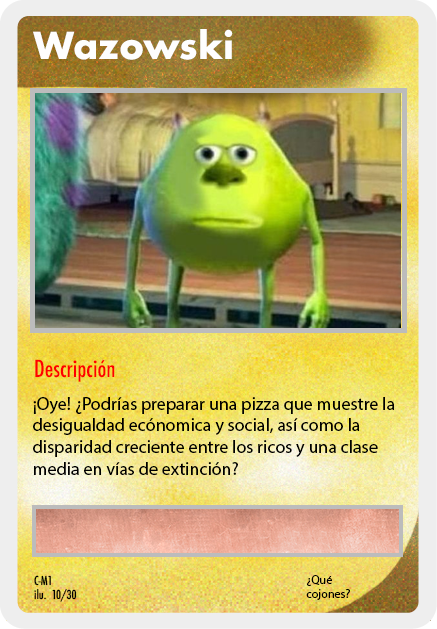 Wazowski
Descripción
¡Oye! ¿Podrías preparar una pizza que muestre la
desigualdad ecónomica y social, así como la
disparidad creciente entre los ricos y una clase
media en vías de extinción?
C-M1
ilu. 10/30
¿Qué
cojones?